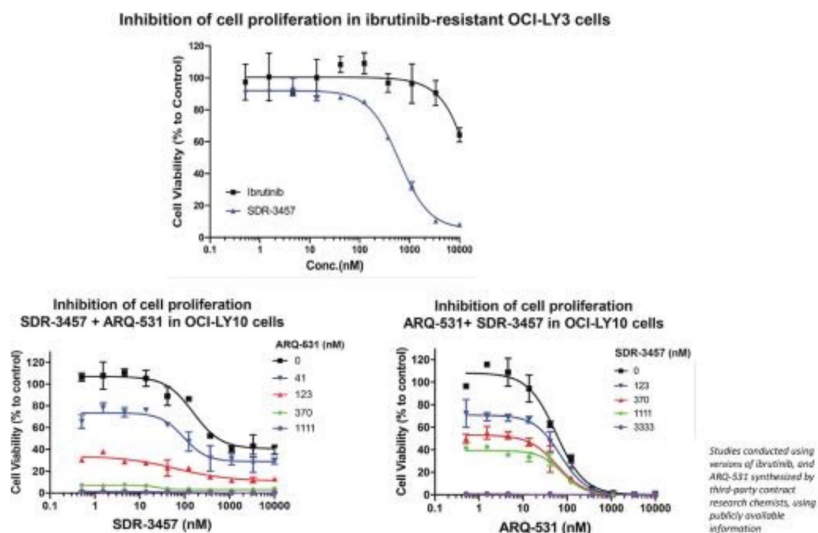 Inhibition of cell proliferation in ibrutinib-resistant OCI-LY3 cells
Cell Viability (% to Control)
120
100
80
60
40
20
0
Ibrutinib
SDR-3457
0.1 1 10 100 1000 10000
Conc.(nM)
Inhibition of cell proliferation
SDR-3457 + ARQ-531 in OCI-LY10 cells
ARQ-531 (nM)
0
41
123
370
1111
Cell Viability (% to control)
120
100
80
60
40
20
0
0.1 1 10 100 1000 10000
SDR-3457 (nM)
Inhibition of cell proliferation
ARQ-531+ SDR-3457 in OCI-LY10 cells
SDR-3457 (nM)
0
123
370
1111
3333
Cell Viability (% to control)
120
100
80
60
40
20
0
0.1 1 10 100 1000 10000
ARQ-531 (nM)
Studies conducted using
versions of ibrutinib, and
ARQ-531 synthesized by
third-party contract
research chemists, using
publicly available
information